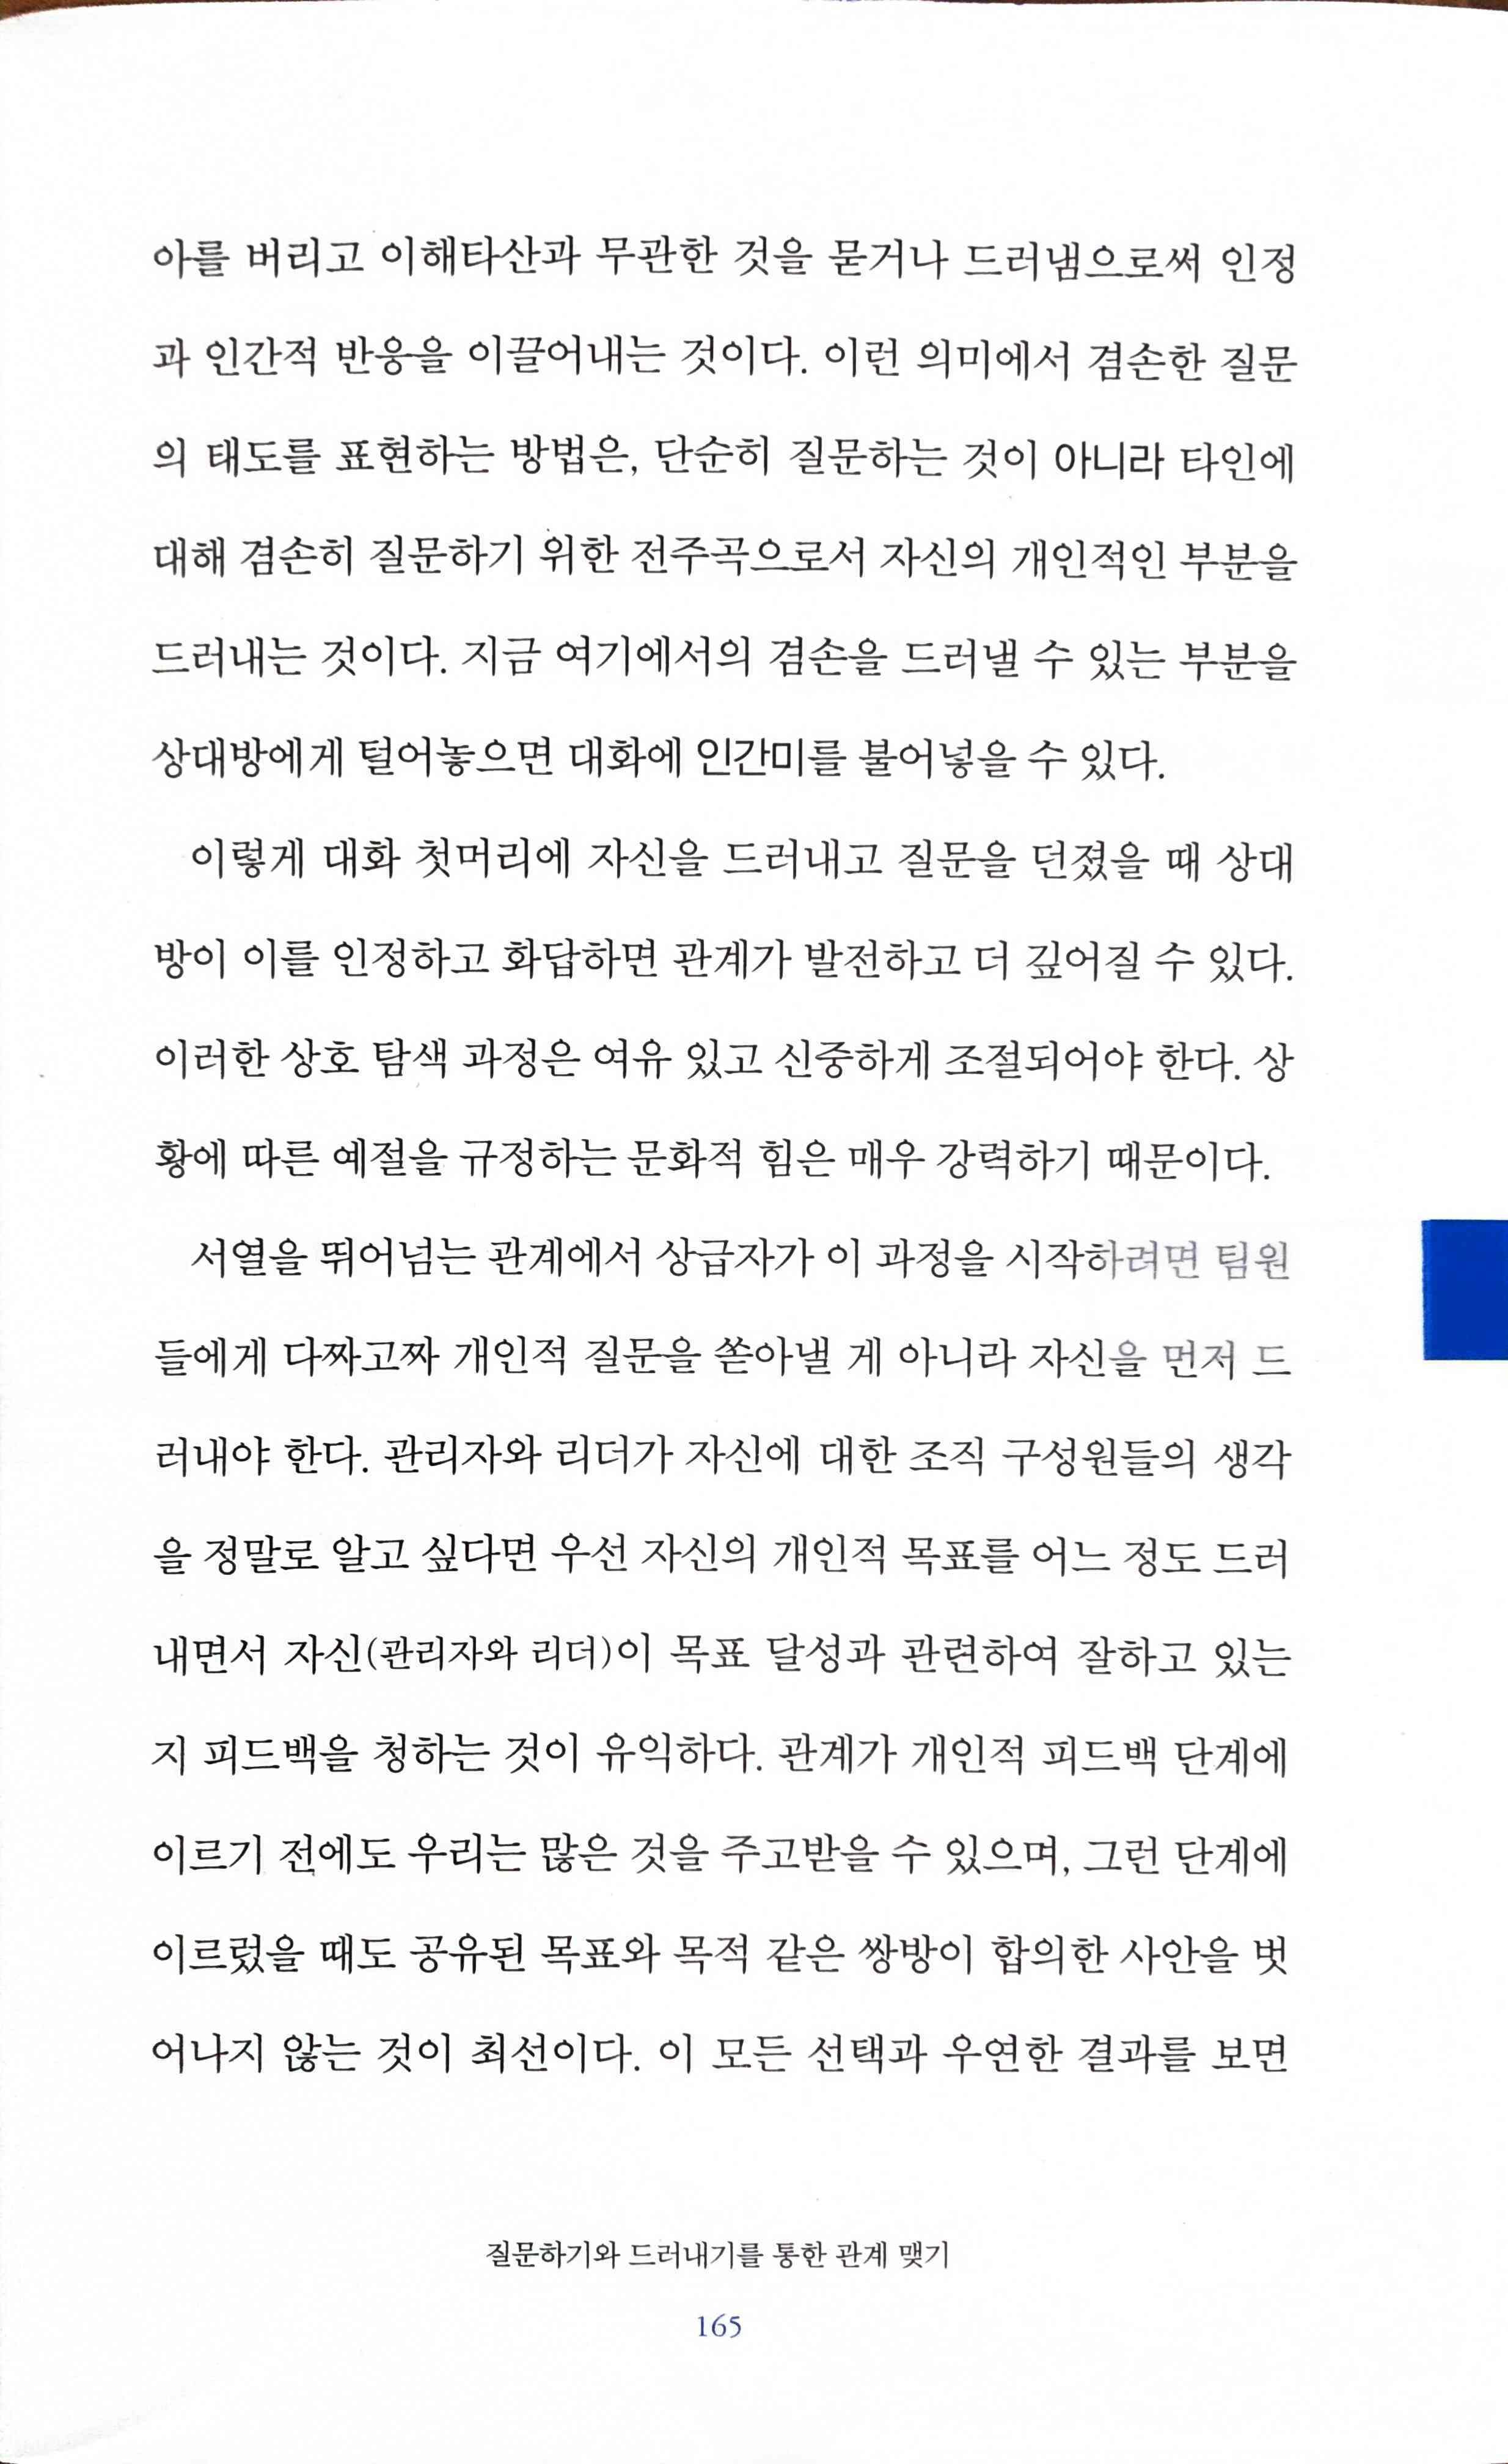 아를 버리고 이해타산과 무관한 것을 묻거나 드러냄으로써 인정
과 인간적 반응을 이끌어내는 것이다. 이런 의미에서 겸손한 질문
의 태도를 표현하는 방법은, 단순히 질문하는 것이 아니라 타인에
대해 겸손히 질문하기 위한 전주곡으로서 자신의 개인적인 부분을
드러내는 것이다. 지금 여기에서의 겸손을 드러낼 수 있는 부분을
상대방에게 털어놓으면 대화에 인간미를 불어넣을 수 있다.
이렇게 대화 첫머리에 자신을 드러내고 질문을 던졌을 때 상대
방이 이를 인정하고 화답하면 관계가 발전하고 더 깊어질 수 있다.
이러한 상호 탐색 과정은 여유 있고 신중하게 조절되어야 한다. 상
황에 따른 예절을 규정하는 문화적 힘은 매우 강력하기 때문이다.
서열을 뛰어넘는 관계에서 상급자가 이 과정을 시작하려면 팀원
들에게 다짜고짜 개인적 질문을 쏟아낼 게 아니라 자신을 먼저 드
러내야 한다. 관리자와 리더가 자신에 대한 조직 구성원들의 생각
을 정말로 알고 싶다면 우선 자신의 개인적 목표를 어느 정도 드러
내면서 자신(관리자와 리더)이 목표 달성과 관련하여 잘하고 있는
지 피드백을 청하는 것이 유익하다. 관계가 개인적 피드백 단계에
이르기 전에도 우리는 많은 것을 주고받을 수 있으며, 그런 단계에
이르렀을 때도 공유된 목표와 목적 같은 쌍방이 합의한 사안을 벗
어나지 않는 것이 최선이다. 이 모든 선택과 우연한 결과를 보면
질문하기와 드러내기를 통한 관계 맺기
165